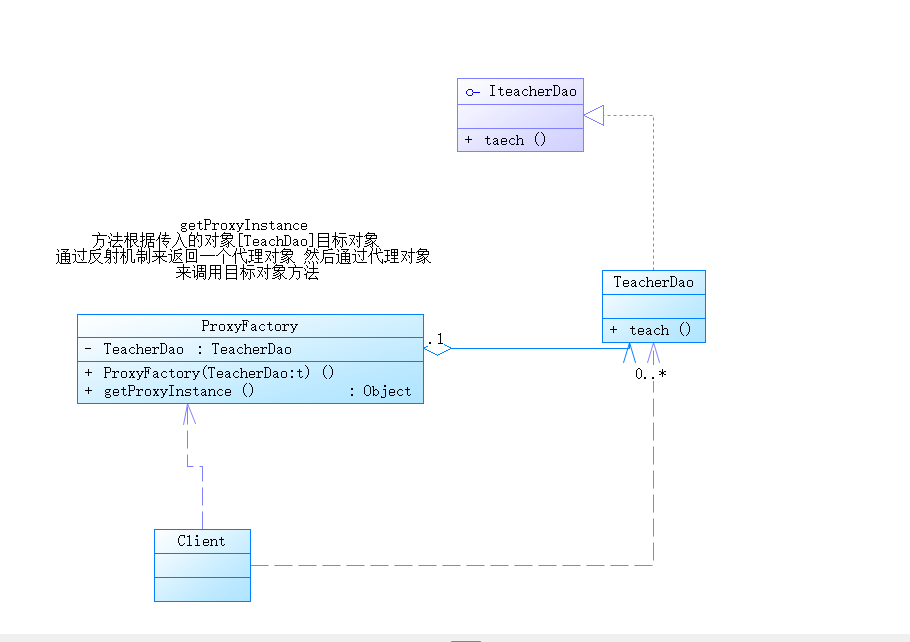 IteacherDao
+ taech ()
getProxyInstance
方法根据传入的对象[TeachDao]目标对象
通过反射机制来返回一个代理对象 然后通过代理对象
来调用目标对象方法
TeacherDao
+ teach ()
ProxyFactory
- TeacherDao : TeacherDao
+ ProxyFactory(TeacherDao:t) ()
+ getProxyInstance () : Object
.1
0..*
Client